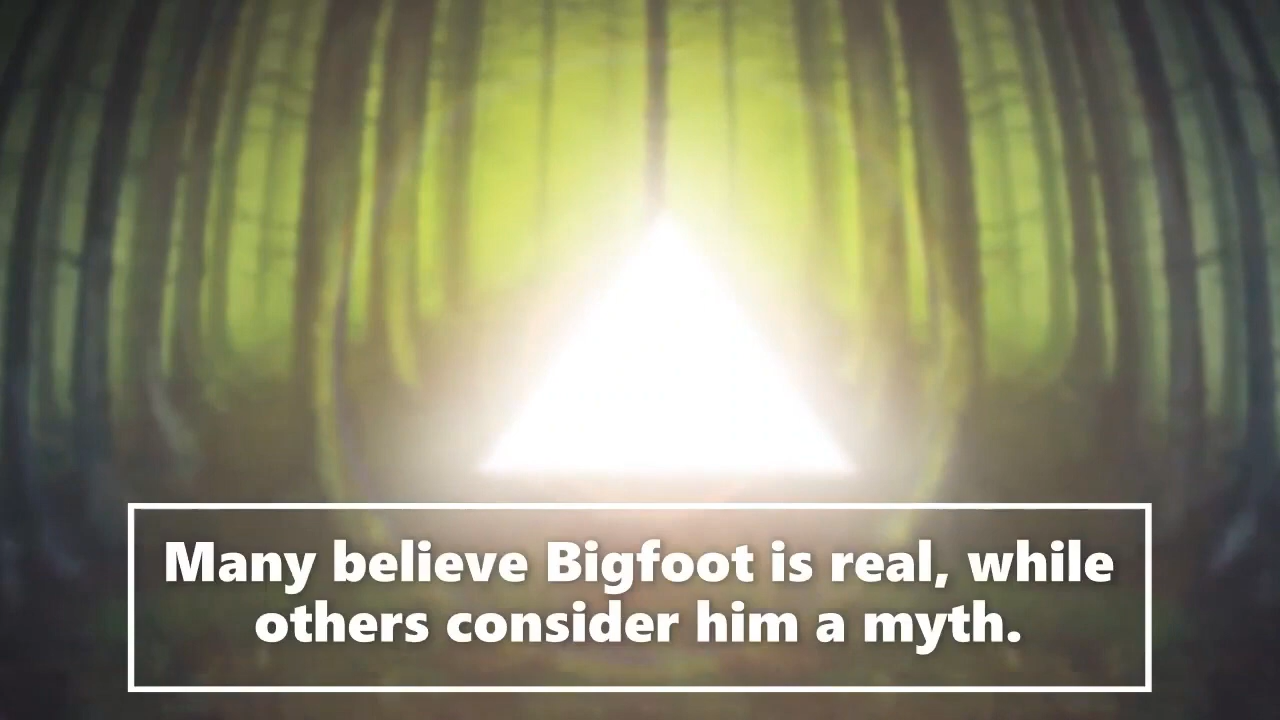 Many believe Bigfoot is real, while
others consider him a myth.